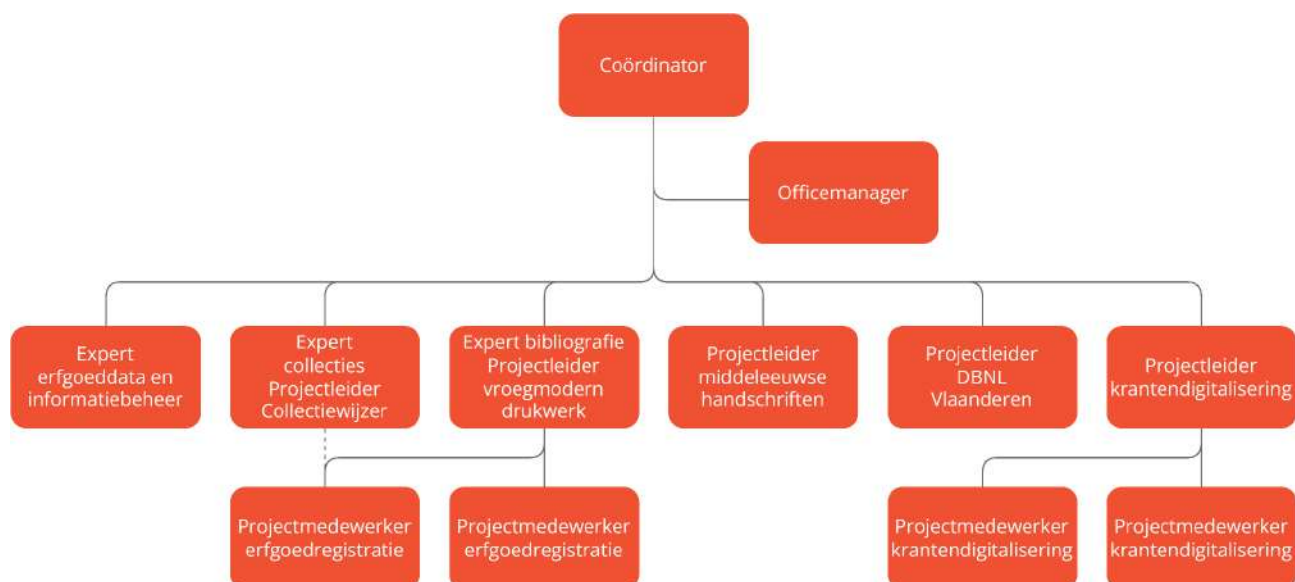 Coördinator
Officemanager
Expert
erfgoeddata en
informatiebeheer
Expert
collecties
Projectleider
Collectiewijzer
Expert bibliografie
Projectleider
vroegmodern
drukwerk
Projectleider
middeleeuwse
handschriften
Projectleider
DBNL
Vlaanderen
Projectleider
krantendigitalisering
Projectmedewerker
erfgoedregistratie
Projectmedewerker
erfgoedregistratie
Projectmedewerker
krantendigitalisering
Projectmedewerker
krantendigitalisering